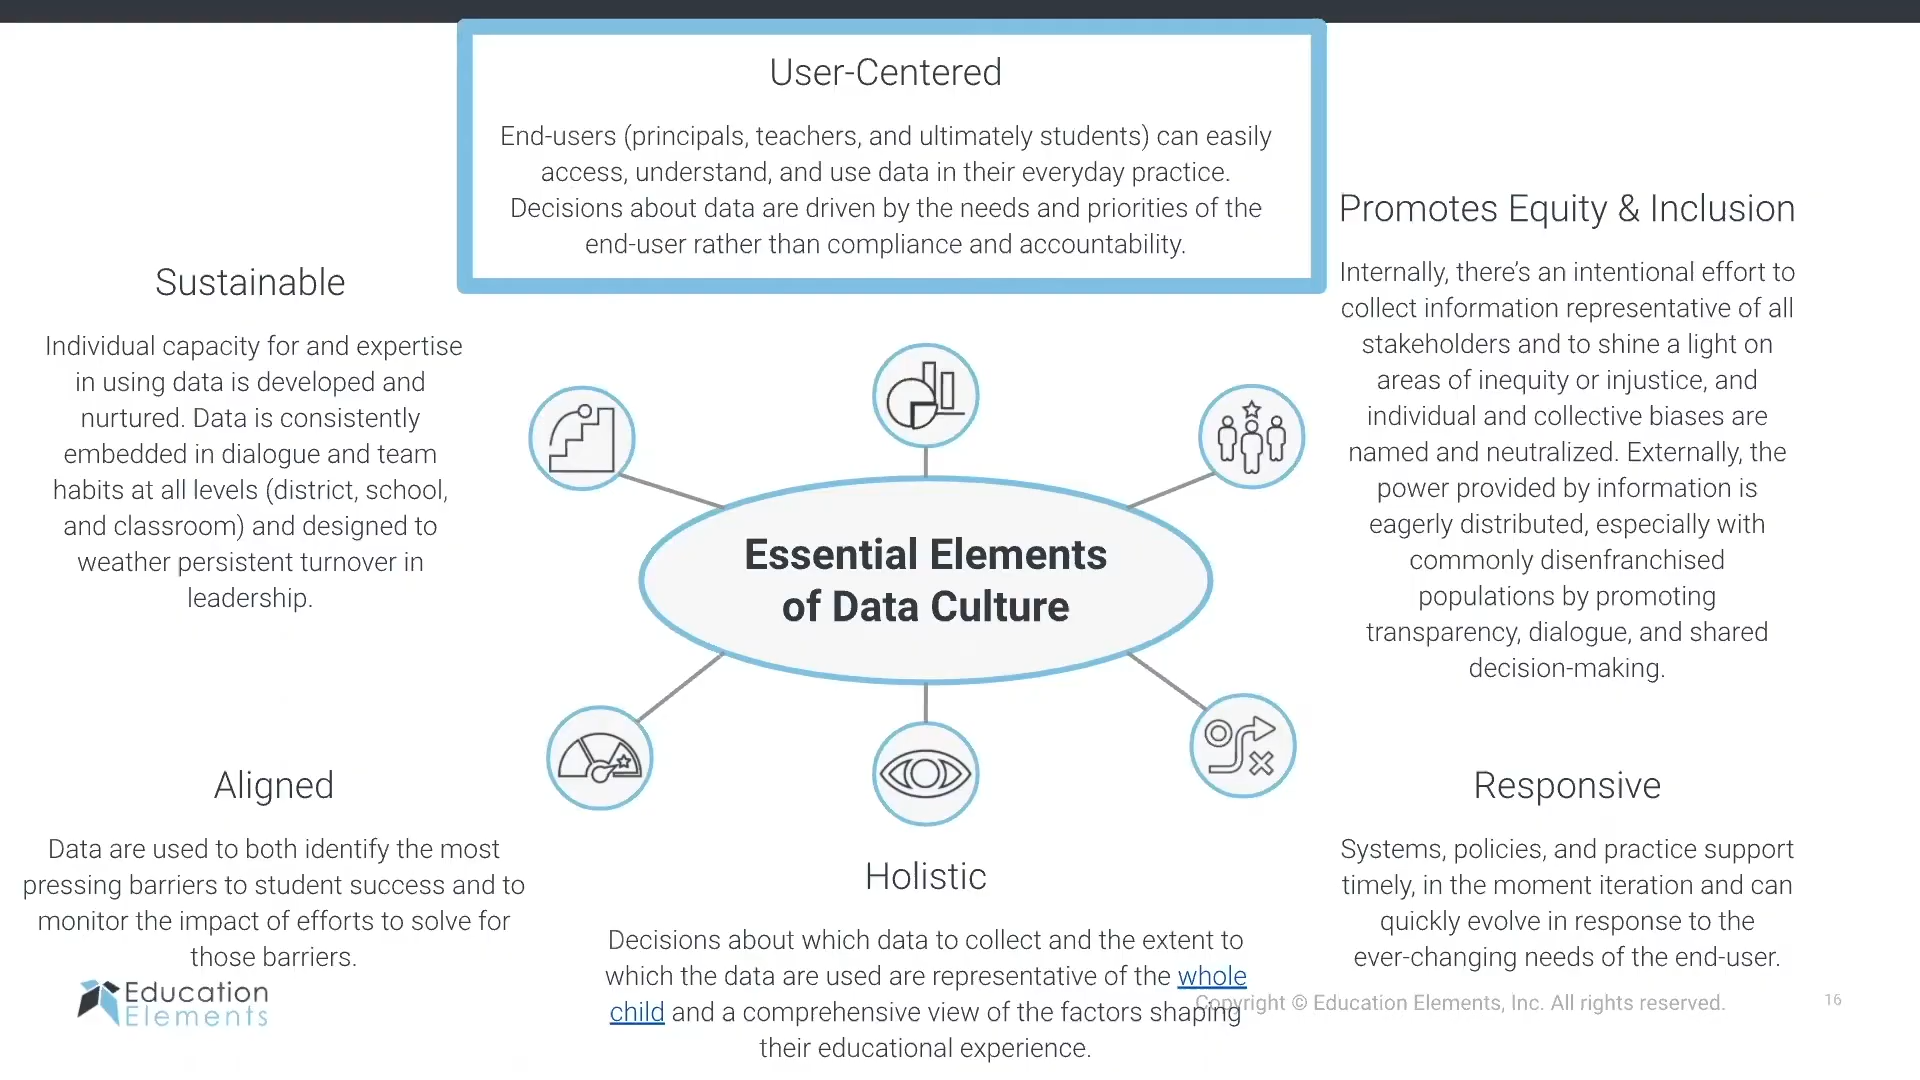 User-Centered
End-users (principals, teachers, and ultimately students) can easily
access, understand, and use data in their everyday practice.
Decisions about data are driven by the needs and priorities of the
end-user rather than compliance and accountability.
Promotes Equity & Inclusion
Internally, there's an intentional effort to
collect information representative of all
stakeholders and to shine a light on
areas of inequity or injustice, and
individual and collective biases are
named and neutralized. Externally, the
power provided by information is
eagerly distributed, especially with
commonly disenfranchised
populations by promoting
transparency, dialogue, and shared
decision-making.
Sustainable
Individual capacity for and expertise
in using data is developed and
nurtured. Data is consistently
embedded in dialogue and team
habits at all levels (district, school,
and classroom) and designed to
weather persistent turnover in
leadership.
Essential Elements
of Data Culture
Aligned
Data are used to both identify the most
pressing barriers to student success and to
monitor the impact of efforts to solve for
those barriers.
Holistic
Decisions about which data to collect and the extent to
which the data are used are representative of the whole
child and a comprehensive view of the factors shaping
their educational experience.
Responsive
Systems, policies, and practice support
timely, in the moment iteration and can
quickly evolve in response to the
ever-changing needs of the end-user.
Education
Elements
Copyright © Education Elements, Inc. All rights reserved.
16